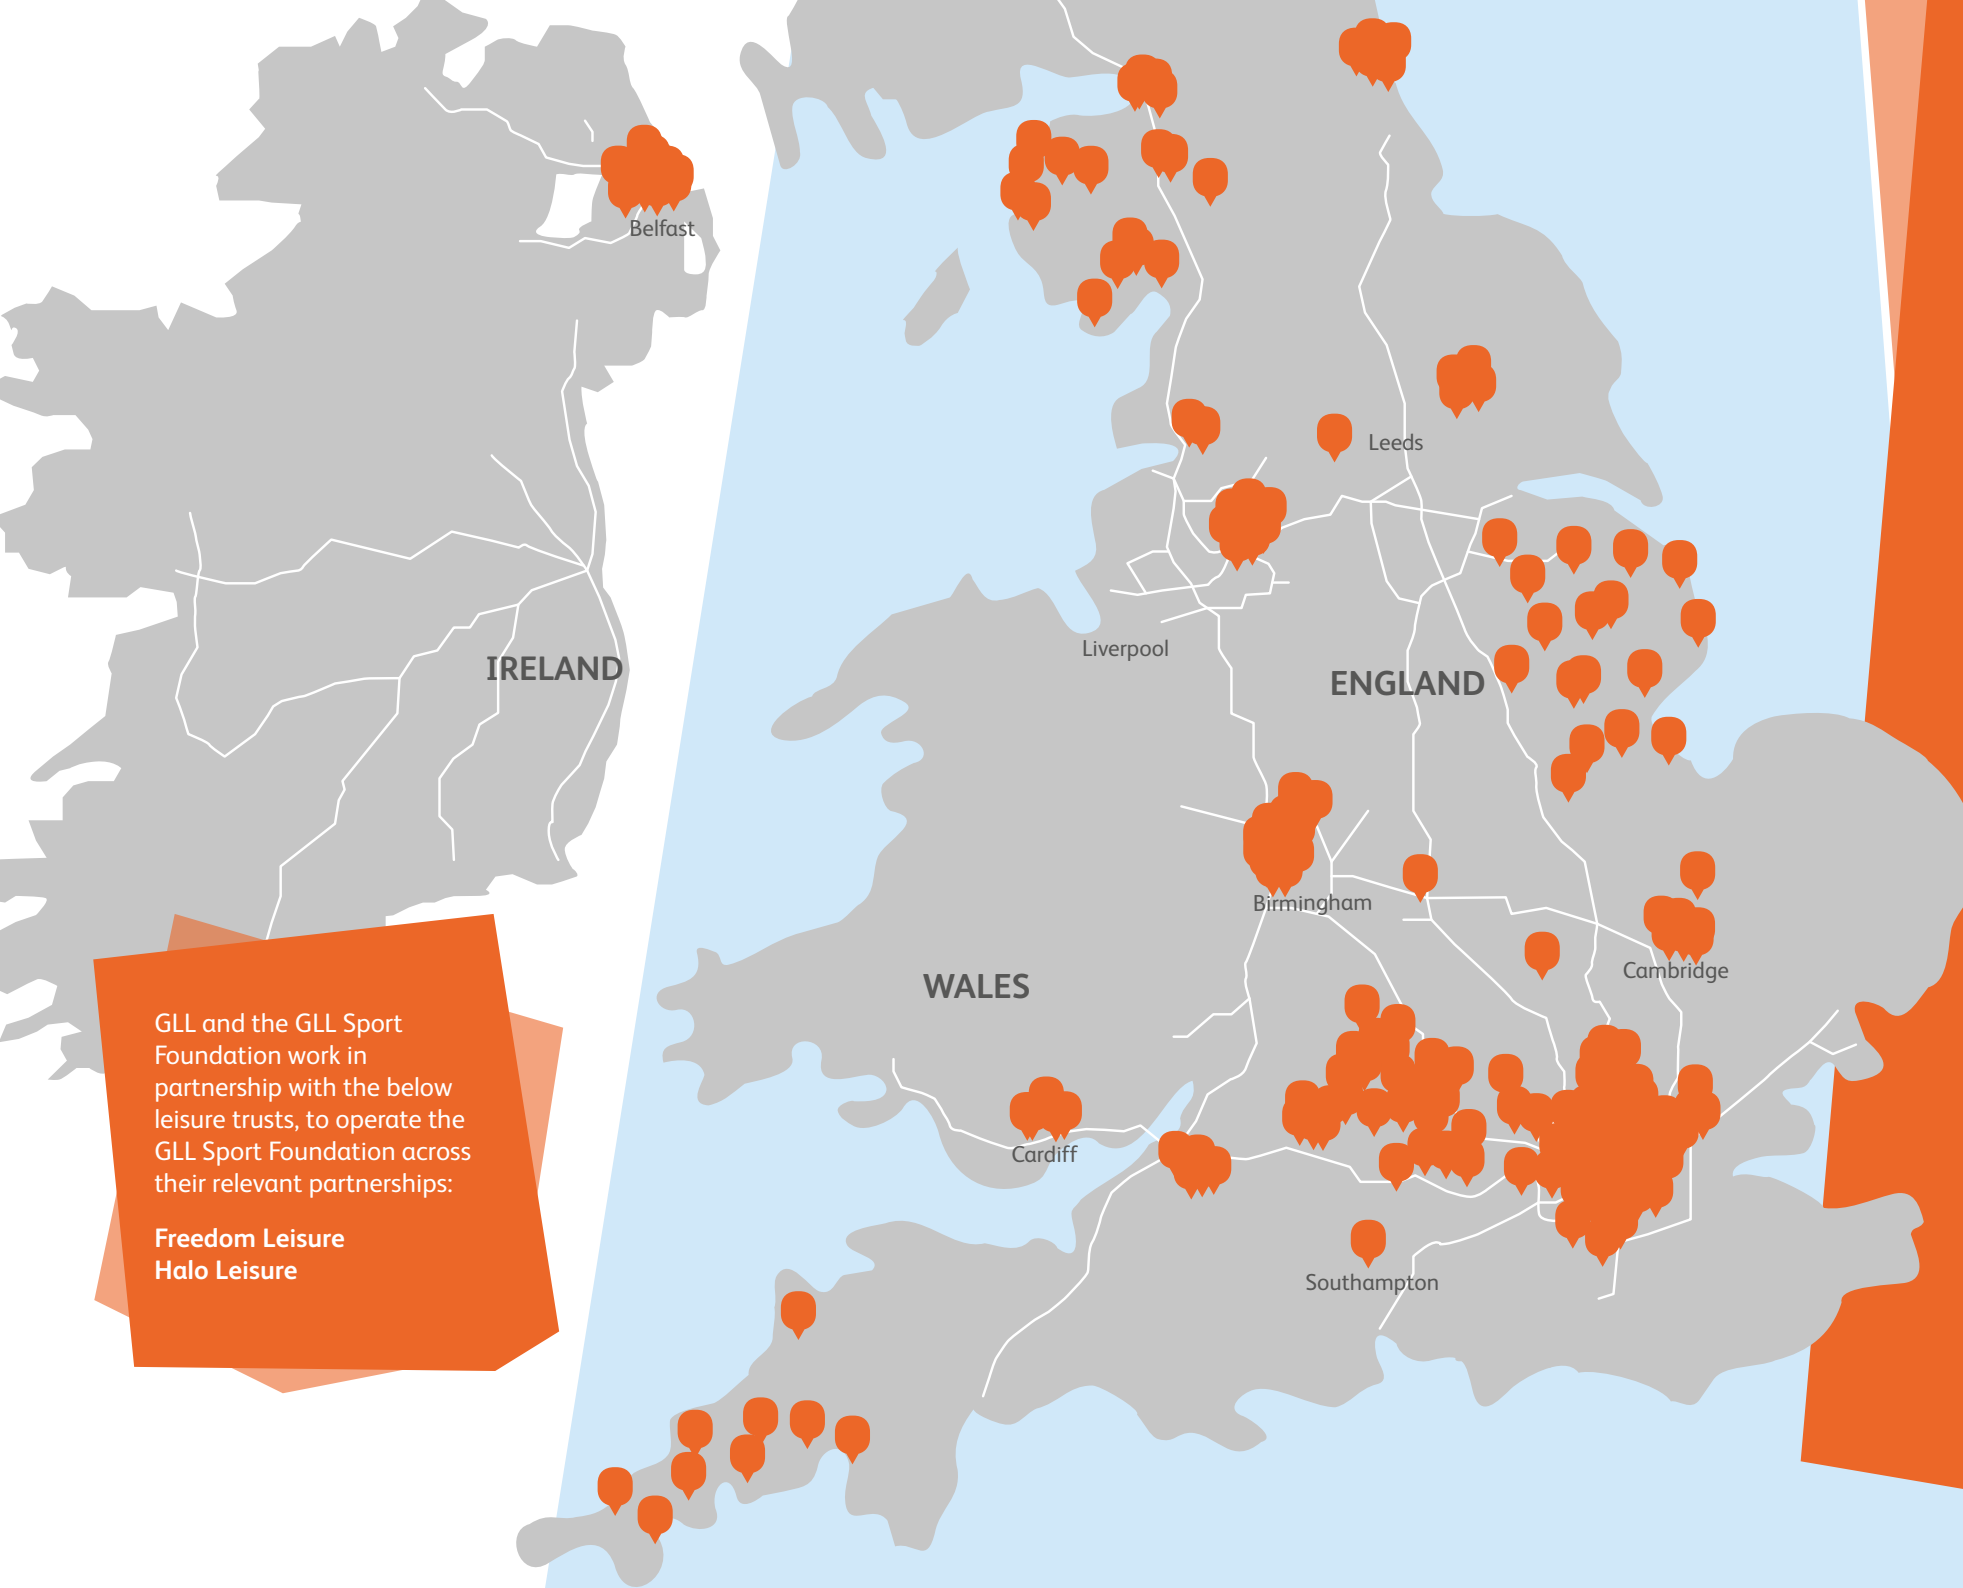 Belfast
Leeds
IRELAND
Liverpool
ENGLAND
Birmingham
Cambridge
WALES
GLL and the GLL Sport
Foundation work in
partnership with the below
leisure trusts, to operate the
GLL Sport Foundation across
their relevant partnerships:
Freedom Leisure
Halo Leisure
Cardiff
Southampton